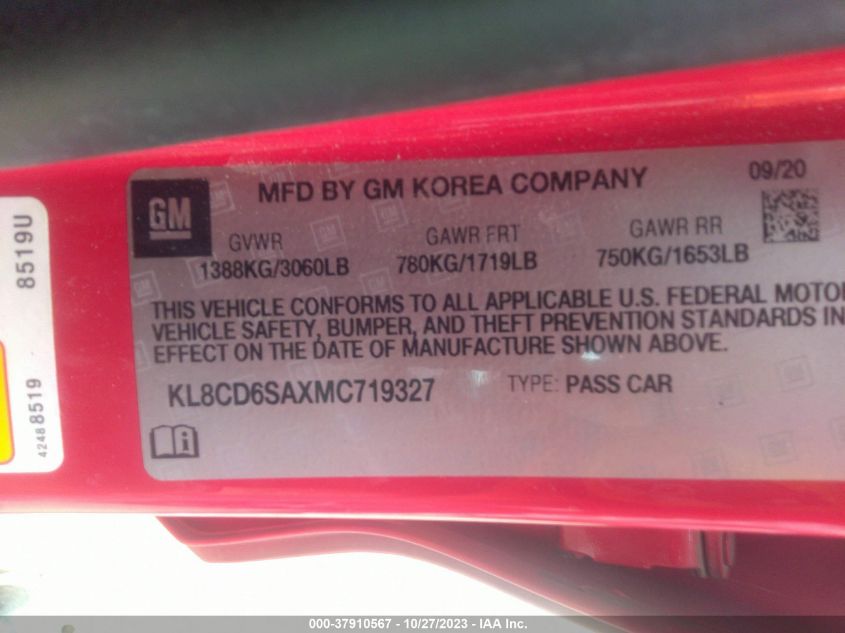 GM
MFD BY GM KOREA COMPANY
09/20
GVWR
GAWR FRT
GAWR RR
1388KG/3060LB
780KG/1719LB
750KG/1653LB
THIS VEHICLE CONFORMS TO ALL APPLICABLE U.S. FEDERAL MOTOR
VEHICLE SAFETY, BUMPER, AND THEFT PREVENTION STANDARDS IN
EFFECT ON THE DATE OF MANUFACTURE SHOWN ABOVE.
KL8CD6SAXMC719327
TYPE: PASS CAR
8519U
42488519
000-37910567 - 10/27/2023 - IAA Inc.